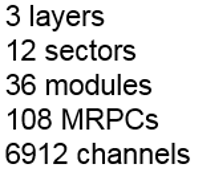 3 layers
12 sectors
36 modules
108 MRPCs
6912 channels